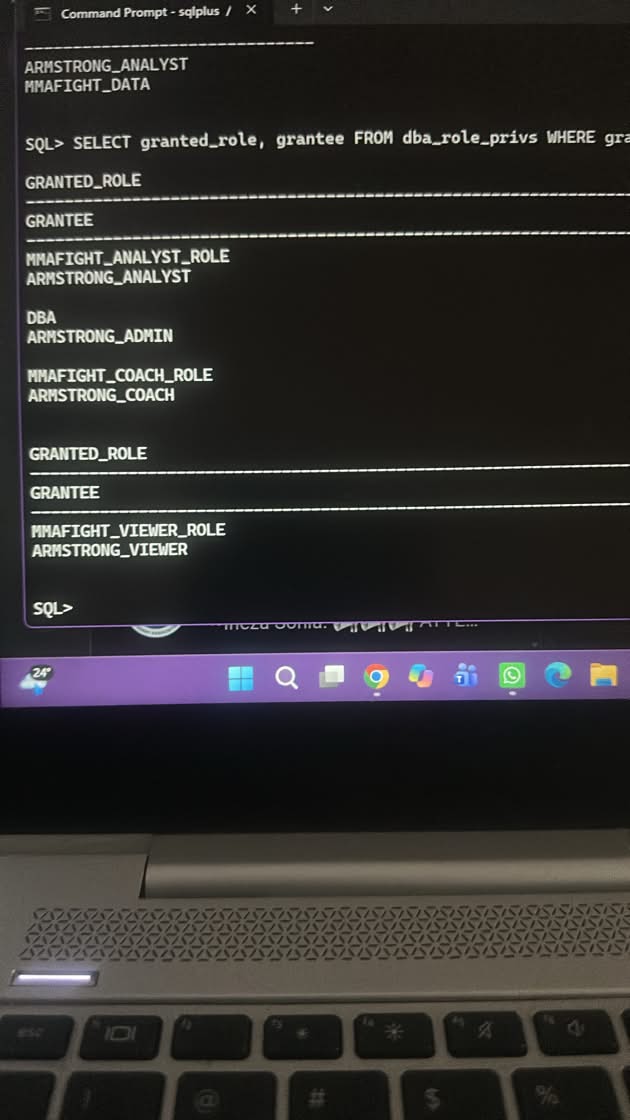 Command Prompt - sqlplus /
------------------------------
ARMSTRONG_ANALYST
MMAFIGHT_DATA
SQL> SELECT granted_role, grantee FROM dba_role_privs WHERE gra
GRANTED_ROLE
--------------------------------------------------------------------------------
GRANTEE
--------------------------------------------------------------------------------
MMAFIGHT_ANALYST_ROLE
ARMSTRONG_ANALYST
DBA
ARMSTRONG_ADMIN
MMAFIGHT_COACH_ROLE
ARMSTRONG_COACH
GRANTED_ROLE
--------------------------------------------------------------------------------
GRANTEE
--------------------------------------------------------------------------------
MMAFIGHT_VIEWER_ROLE
ARMSTRONG_VIEWER
SQL>
24°
esc
@ # $ %